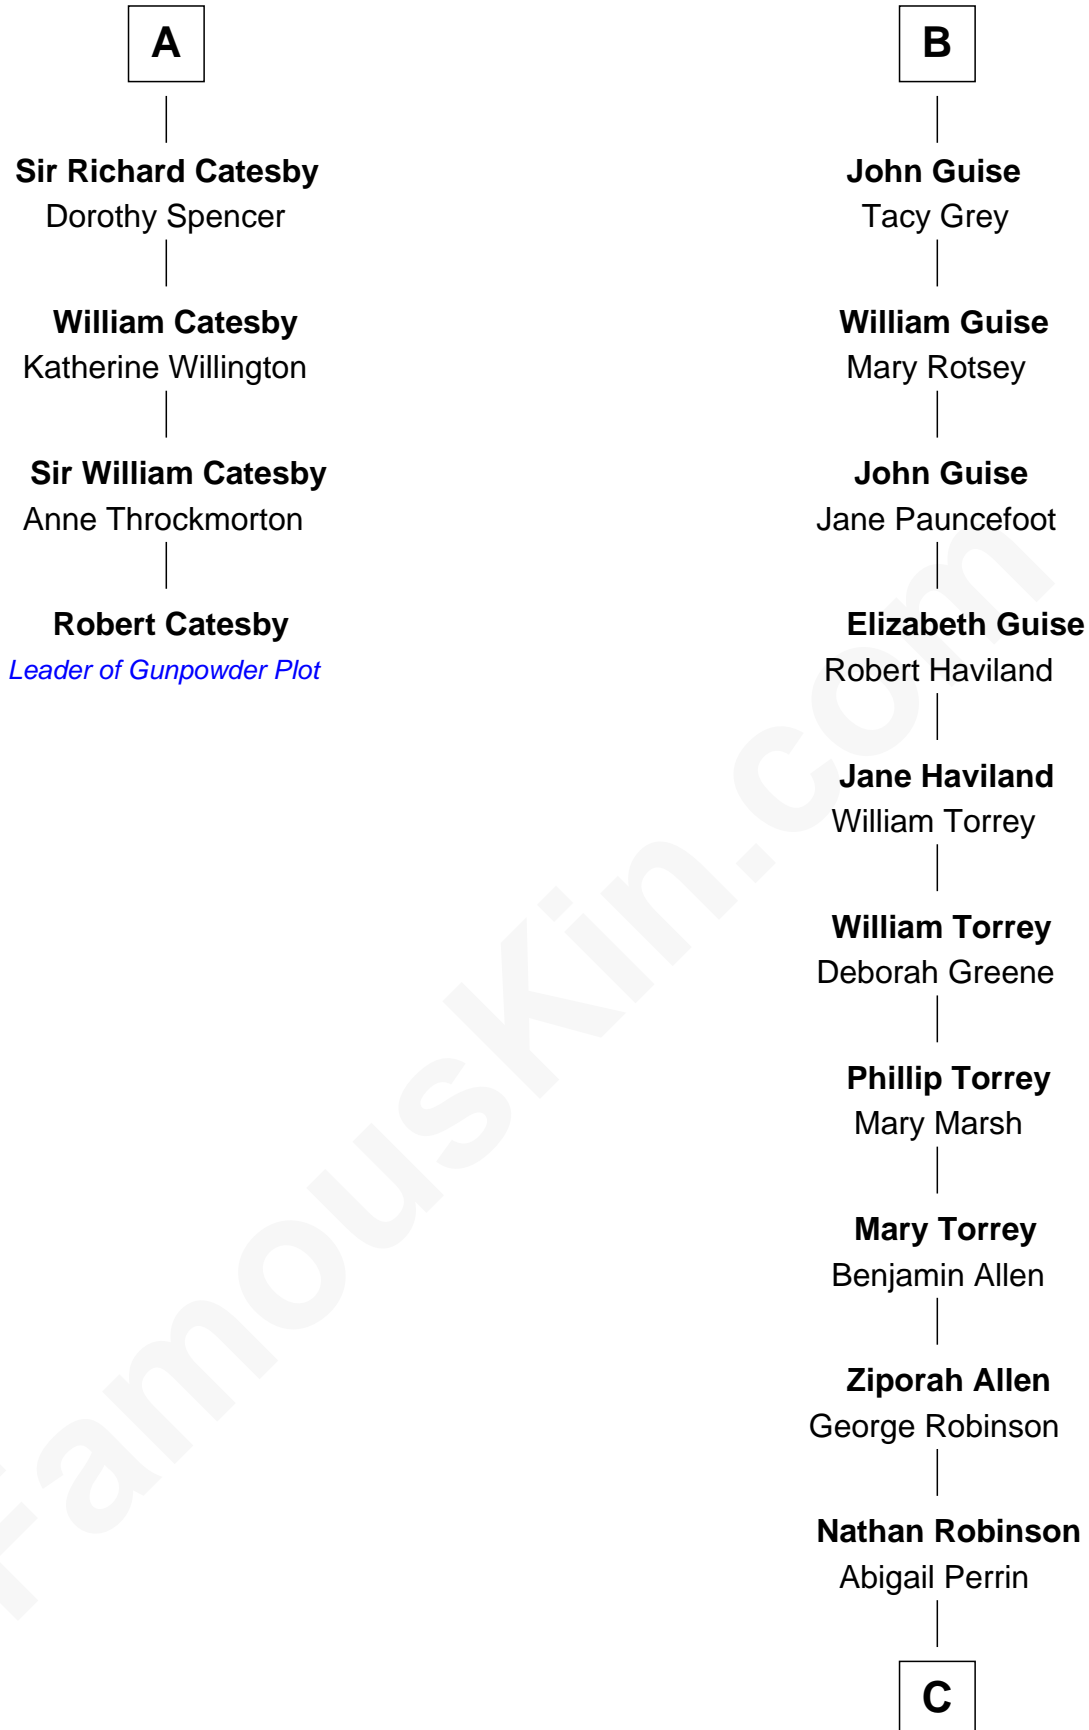 A
Sir Richard Catesby
Dorothy Spencer
William Catesby
Katherine Willington
Sir William Catesby
Anne Throckmorton
Robert Catesby
Leader of Gunpowder Plot
B
John Guise
Tacy Grey
William Guise
Mary Rotsey
John Guise
Jane Pauncefoot
Elizabeth Guise
Robert Haviland
Jane Haviland
William Torrey
William Torrey
Deborah Greene
Phillip Torrey
Mary Marsh
Mary Torrey
Benjamin Allen
Ziporah Allen
George Robinson
Nathan Robinson
Abigail Perrin
C
FamousKin.com